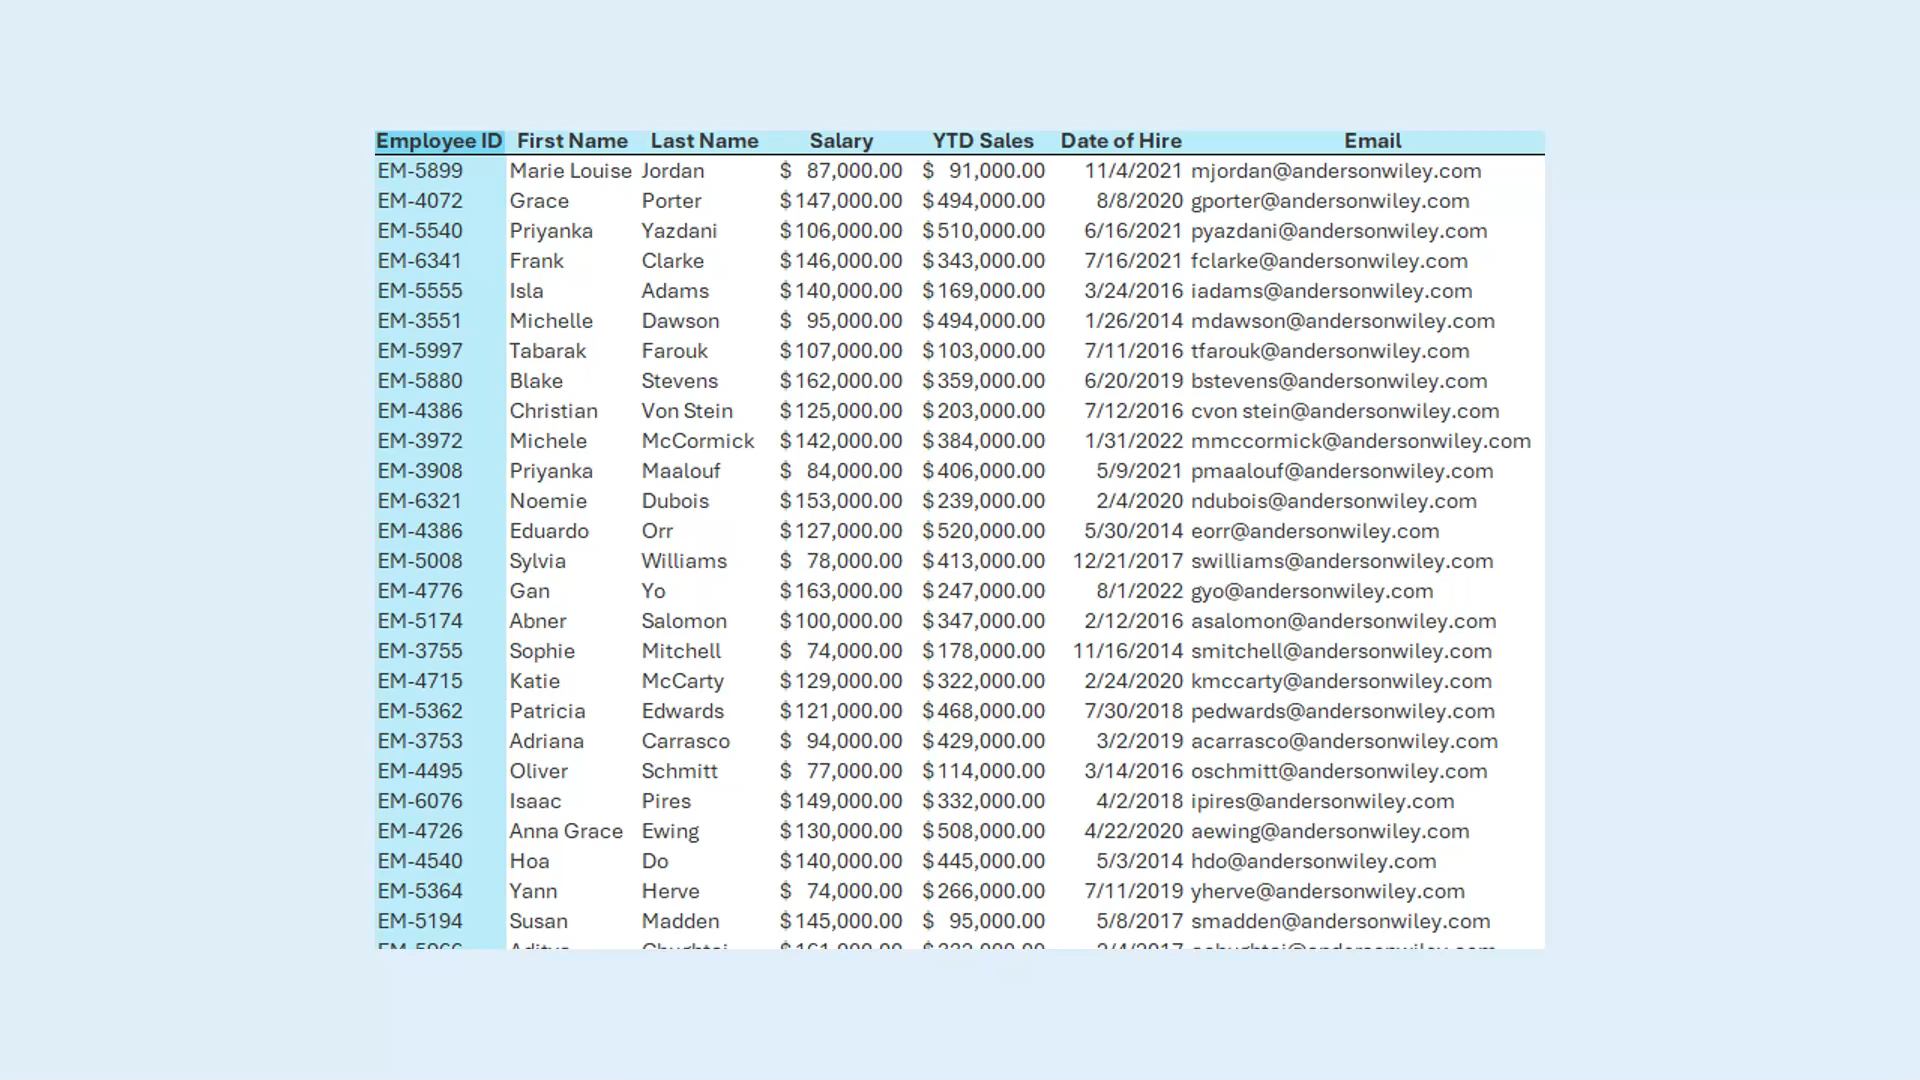 Employee ID First Name Last Name Salary YTD Sales Date of Hire Email
EM-5899 Marie Louise Jordan $ 87,000.00 $ 91,000.00 11/4/2021 mjordan@andersonwiley.com
EM-4072 Grace Porter $147,000.00 $494,000.00 8/8/2020 gporter@andersonwiley.com
EM-5540 Priyanka Yazdani $106,000.00 $510,000.00 6/16/2021 pyazdani@andersonwiley.com
EM-6341 Frank Clarke $146,000.00 $343,000.00 7/16/2021 fclarke@andersonwiley.com
EM-5555 Isla Adams $140,000.00 $169,000.00 3/24/2016 iadams@andersonwiley.com
EM-3551 Michelle Dawson $ 95,000.00 $494,000.00 1/26/2014 mdawson@andersonwiley.com
EM-5997 Tabarak Farouk $107,000.00 $103,000.00 7/11/2016 tfarouk@andersonwiley.com
EM-5880 Blake Stevens $162,000.00 $359,000.00 6/20/2019 bstevens@andersonwiley.com
EM-4386 Christian Von Stein $125,000.00 $203,000.00 7/12/2016 cvon stein@andersonwiley.com
EM-3972 Michele McCormick $142,000.00 $384,000.00 1/31/2022 mmccormick@andersonwiley.com
EM-3908 Priyanka Maalouf $ 84,000.00 $406,000.00 5/9/2021 pmaalouf@andersonwiley.com
EM-6321 Noemie Dubois $153,000.00 $239,000.00 2/4/2020 ndubois@andersonwiley.com
EM-4386 Eduardo Orr $127,000.00 $520,000.00 5/30/2014 eorr@andersonwiley.com
EM-5008 Sylvia Williams $ 78,000.00 $413,000.00 12/21/2017 swilliams@andersonwiley.com
EM-4776 Gan Yo $163,000.00 $247,000.00 8/1/2022 gyo@andersonwiley.com
EM-5174 Abner Salomon $100,000.00 $347,000.00 2/12/2016 asalomon@andersonwiley.com
EM-3755 Sophie Mitchell $ 74,000.00 $178,000.00 11/16/2014 smitchell@andersonwiley.com
EM-4715 Katie McCarty $129,000.00 $322,000.00 2/24/2020 kmccarty@andersonwiley.com
EM-5362 Patricia Edwards $121,000.00 $468,000.00 7/30/2018 pedwards@andersonwiley.com
EM-3753 Adriana Carrasco $ 94,000.00 $429,000.00 3/2/2019 acarrasco@andersonwiley.com
EM-4495 Oliver Schmitt $ 77,000.00 $114,000.00 3/14/2016 oschmitt@andersonwiley.com
EM-6076 Isaac Pires $149,000.00 $332,000.00 4/2/2018 ipires@andersonwiley.com
EM-4726 Anna Grace Ewing $130,000.00 $508,000.00 4/22/2020 aewing@andersonwiley.com
EM-4540 Hoa Do $140,000.00 $445,000.00 5/3/2014 hdo@andersonwiley.com
EM-5364 Yann Herve $ 74,000.00 $266,000.00 7/11/2019 yherve@andersonwiley.com
EM-5194 Susan Madden $145,000.00 $ 95,000.00 5/8/2017 smadden@andersonwiley.com